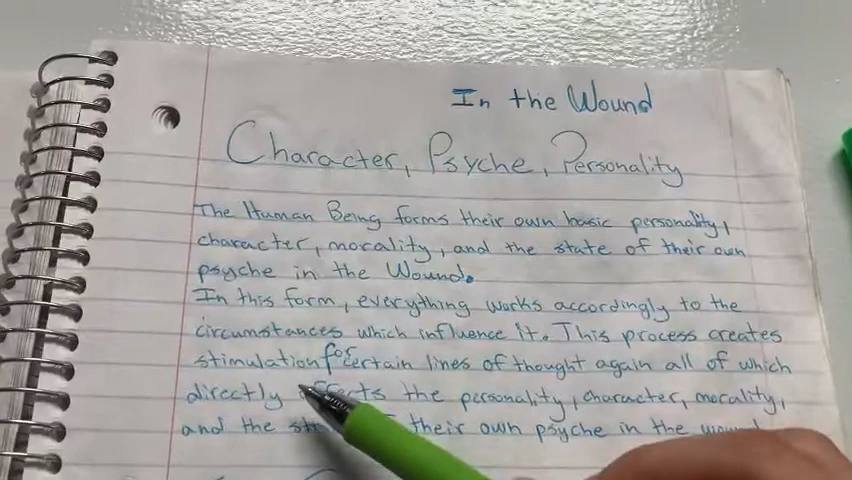 In the Wound
Character, Psyche, Personality
The Human Being forms their own basic personality,
character, morality, and the state of their own
psyche in the Wound.
In this form, everything works accordingly to the
circumstances which influence it. This process creates
stimulation for certain lines of thought again all of which
directly affects the personality, character, morality,
and the their own psyche in the wound